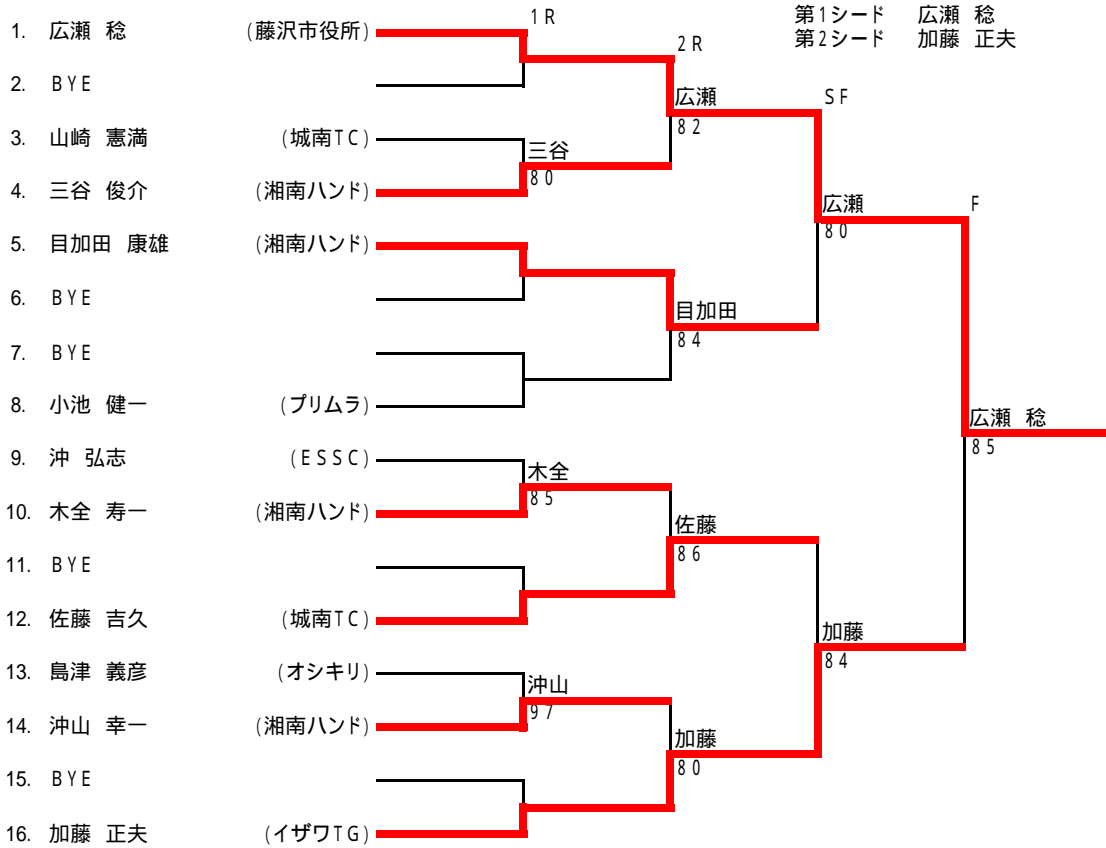 1R
第1シード 広瀬 稔
第2シード 加藤 正夫
2R
SF
F
1. 広瀬 稔 (藤沢市役所)
2. BYE
広瀬
82
3. 山崎 憲満 (城南TC)
三谷
80
4. 三谷 俊介 (湘南ハンド)
広瀬
80
5. 目加田 康雄 (湘南ハンド)
6. BYE
目加田
84
7. BYE
8. 小池 健一 (プリムラ)
広瀬 稔
85
9. 沖 弘志 (ESSC)
木全
85
10. 木全 寿一 (湘南ハンド)
佐藤
86
11. BYE
12. 佐藤 吉久 (城南TC)
加藤
84
13.島津 義彦 (オシキリ)
沖山
97
14. 沖山 幸一 (湘南ハンド)
加藤
80
15. BYE
16. 加藤 正夫 (イザワTG)